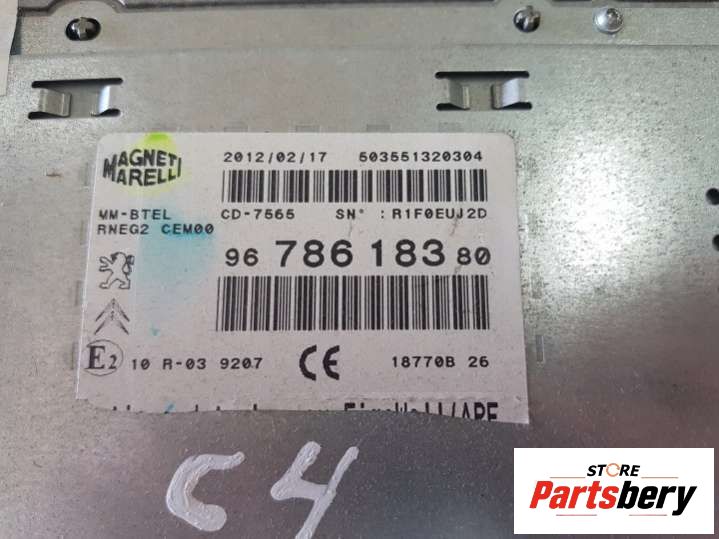 MAGNETI
MARELLI
2012/02/17 503551320304
MM-BTEL CD-7565 SN° : R1F0EUJ2D
RNEG2 CEM00
96 786 183 80
E2 10 R-03 9207 CE 18770B 26
C4
STORE
Partsbery